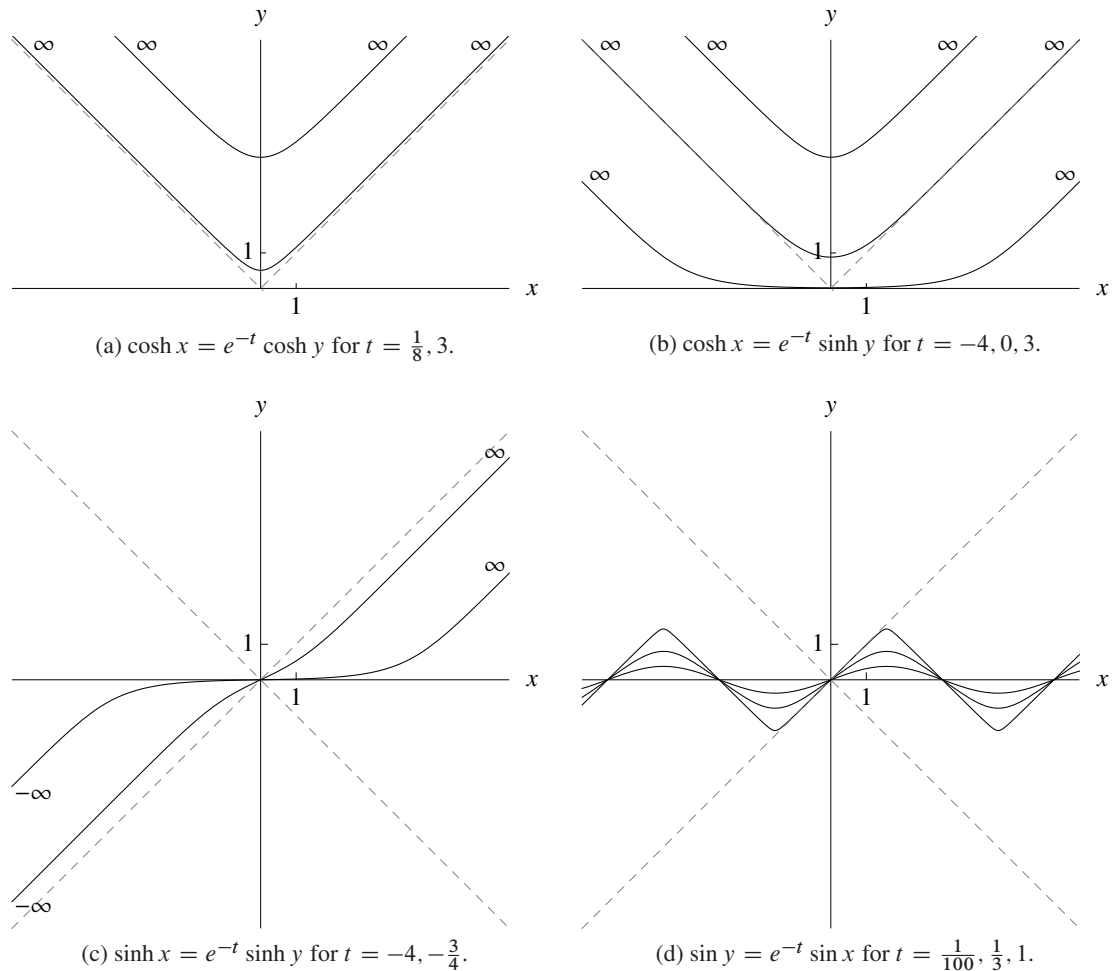 y
∞ ∞ ∞ ∞
1
x
1
(a) cosh x = e^{−t} cosh y for t = 1/8, 3.
y
∞ ∞ ∞ ∞
∞ ∞
1
x
1
(b) cosh x = e^{−t} sinh y for t = −4, 0, 3.
y
∞
∞
1
x
1
−∞
−∞
(c) sinh x = e^{−t} sinh y for t = −4, −3/4.
y
1
x
1
(d) sin y = e^{−t} sin x for t = 1/100, 1/3, 1.